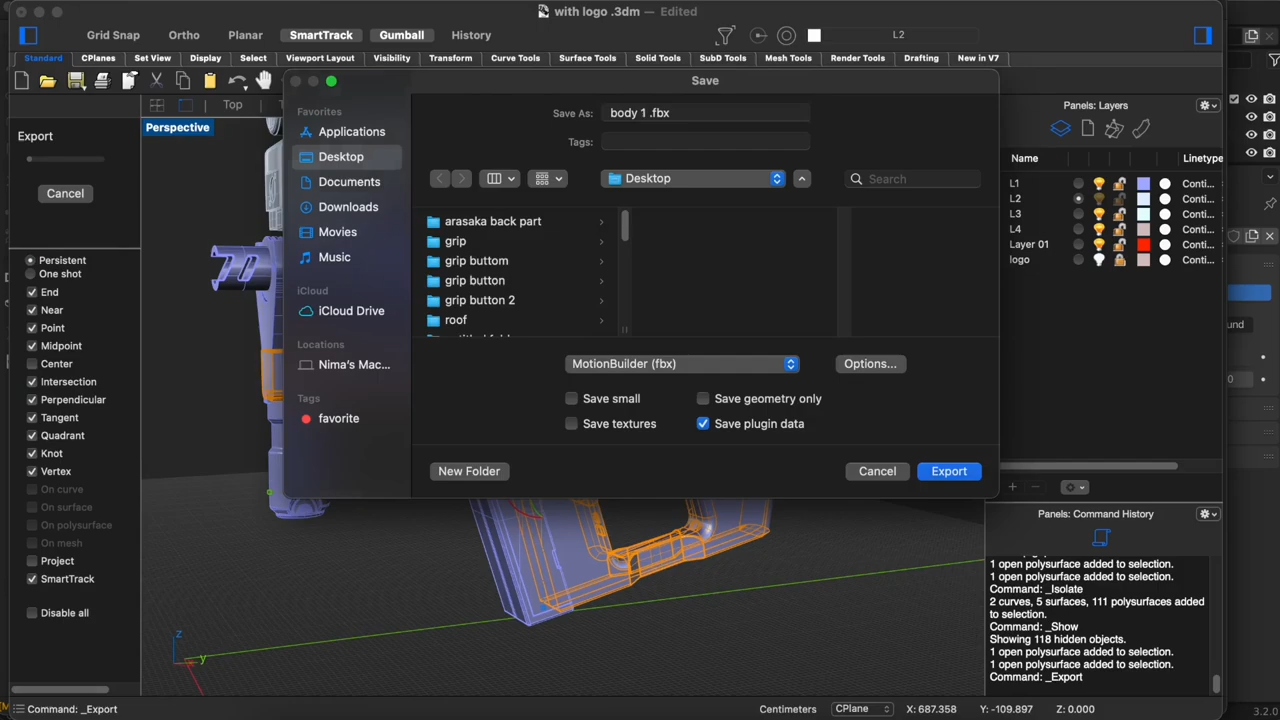 with logo .3dm — Edited
Grid Snap Ortho Planar SmartTrack Gumball History L2
Standard CPlanes Set View Display Select Viewport Layout Visibility Transform Curve Tools Surface Tools Solid Tools SubD Tools Mesh Tools Render Tools Drafting New in V7
Top
Perspective
Export
Cancel
Persistent
One shot
End
Near
Point
Midpoint
Center
Intersection
Perpendicular
Tangent
Quadrant
Knot
Vertex
On curve
On surface
On polysurface
On mesh
Project
SmartTrack
Disable all
Save
Favorites
Applications
Desktop
Documents
Downloads
Movies
Music
iCloud
iCloud Drive
Locations
Nima's Mac...
Tags
favorite
Save As: body 1 .fbx
Tags:
Desktop
Search
arasaka back part
grip
grip buttom
grip button
grip button 2
roof
MotionBuilder (fbx)
Options...
Save small
Save geometry only
Save textures
Save plugin data
New Folder
Cancel
Export
Panels: Layers
Name Linetype
L1 Conti...
L2 Conti...
L3 Conti...
L4 Conti...
Layer 01 Conti...
logo Conti...
Panels: Command History
1 open polysurface added to selection.
1 open polysurface added to selection.
Command: _Isolate
2 curves, 5 surfaces, 111 polysurfaces added
to selection.
Command: _Show
Showing 118 hidden objects.
1 open polysurface added to selection.
1 open polysurface added to selection.
Command: _Export
z
y
Command: _Export
Centimeters CPlane X: 687.358 Y: -109.897 Z: 0.000
und
0
3.2.0